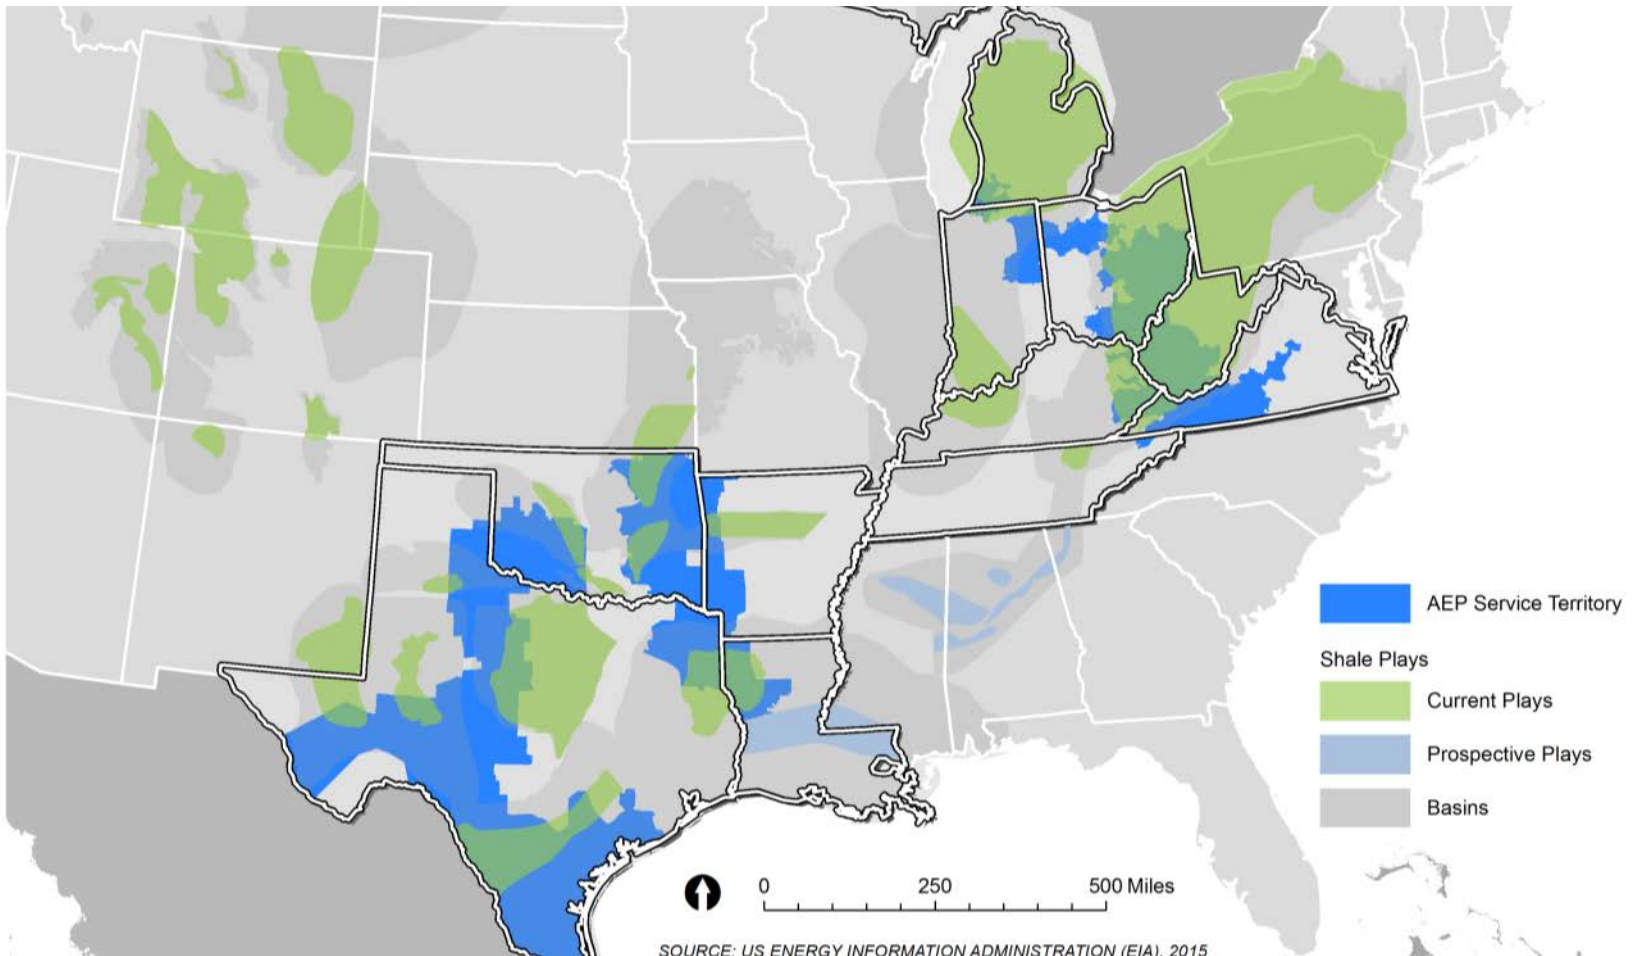 AEP Service Territory
Shale Plays
Current Plays
Prospective Plays
Basins
0 250 500 Miles
SOURCE: US ENERGY INFORMATION ADMINISTRATION (EIA), 2015